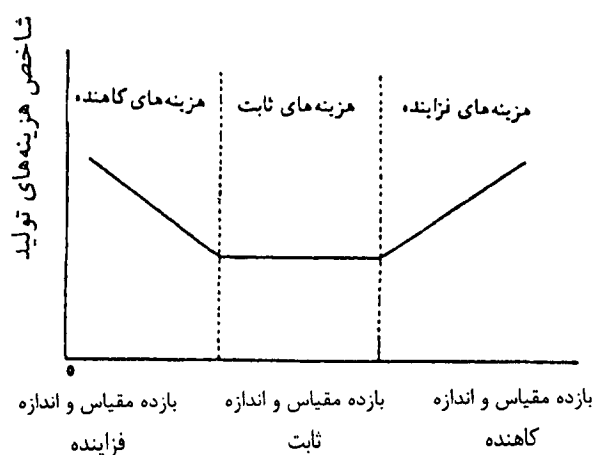 شاخص هزینه‌های تولید
هزینه‌های فزاینده
هزینه‌های ثابت
هزینه‌های کاهنده
0
بازده مقیاس و اندازه
کاهنده
بازده مقیاس و اندازه
ثابت
بازده مقیاس و اندازه
فزاینده